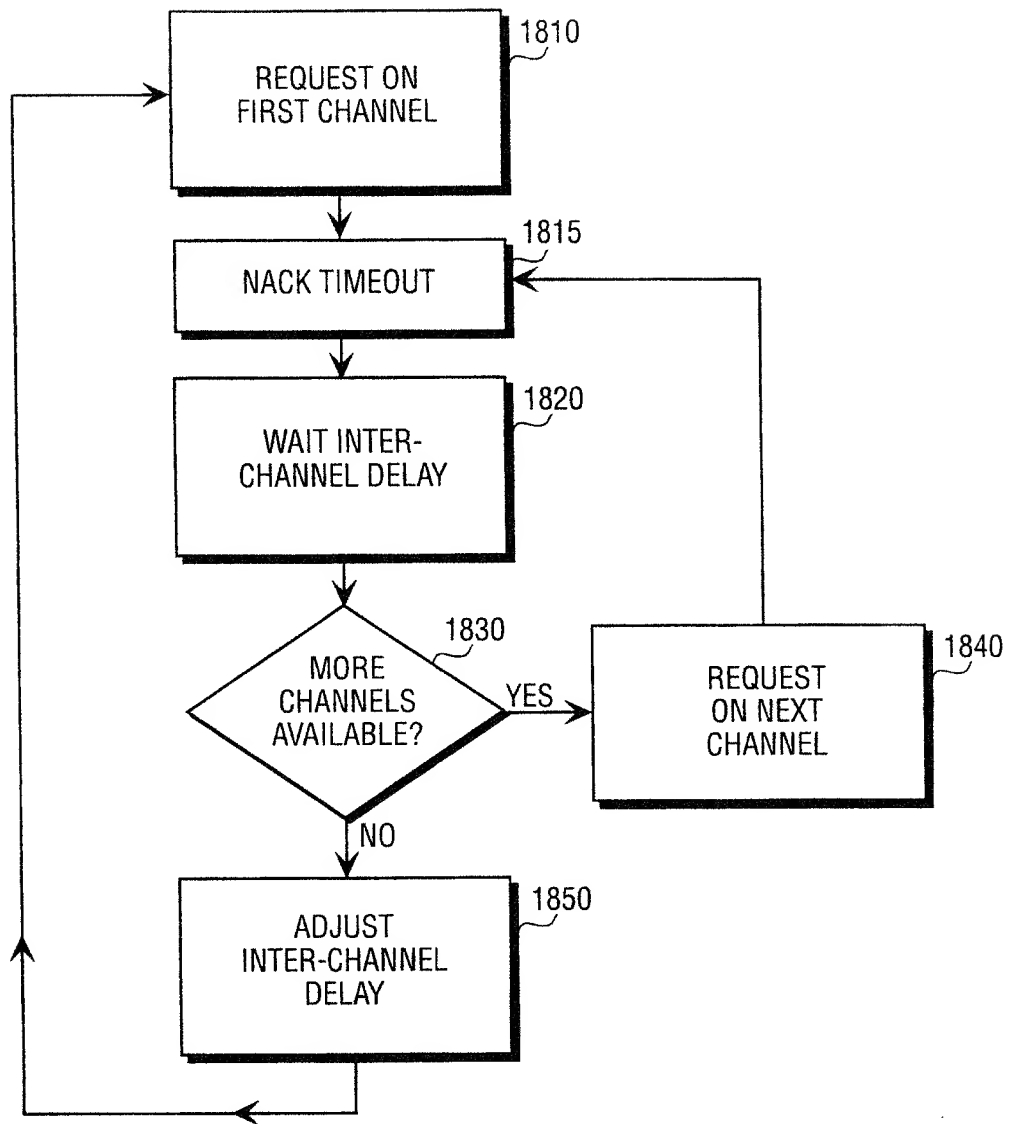 1810
REQUEST ON
FIRST CHANNEL
1815
NACK TIMEOUT
1820
WAIT INTER-
CHANNEL DELAY
1830
MORE
CHANNELS
AVAILABLE?
YES
1840
REQUEST
ON NEXT
CHANNEL
NO
1850
ADJUST
INTER-CHANNEL
DELAY